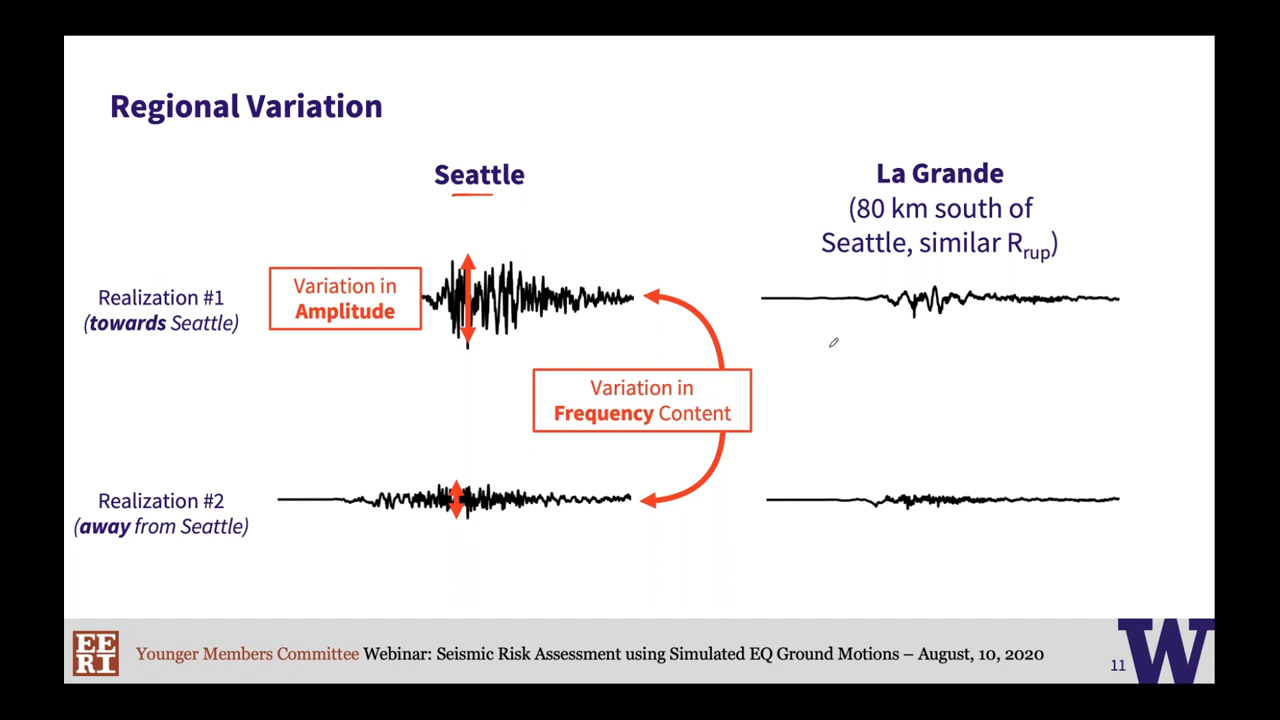 Regional Variation
Seattle
La Grande
(80 km south of
Seattle, similar Rrup)
Realization #1
(towards Seattle)
Variation in
Amplitude
Variation in
Frequency Content
Realization #2
(away from Seattle)
EE
RI
Younger Members Committee Webinar: Seismic Risk Assessment using Simulated EQ Ground Motions – August, 10, 2020
11
W